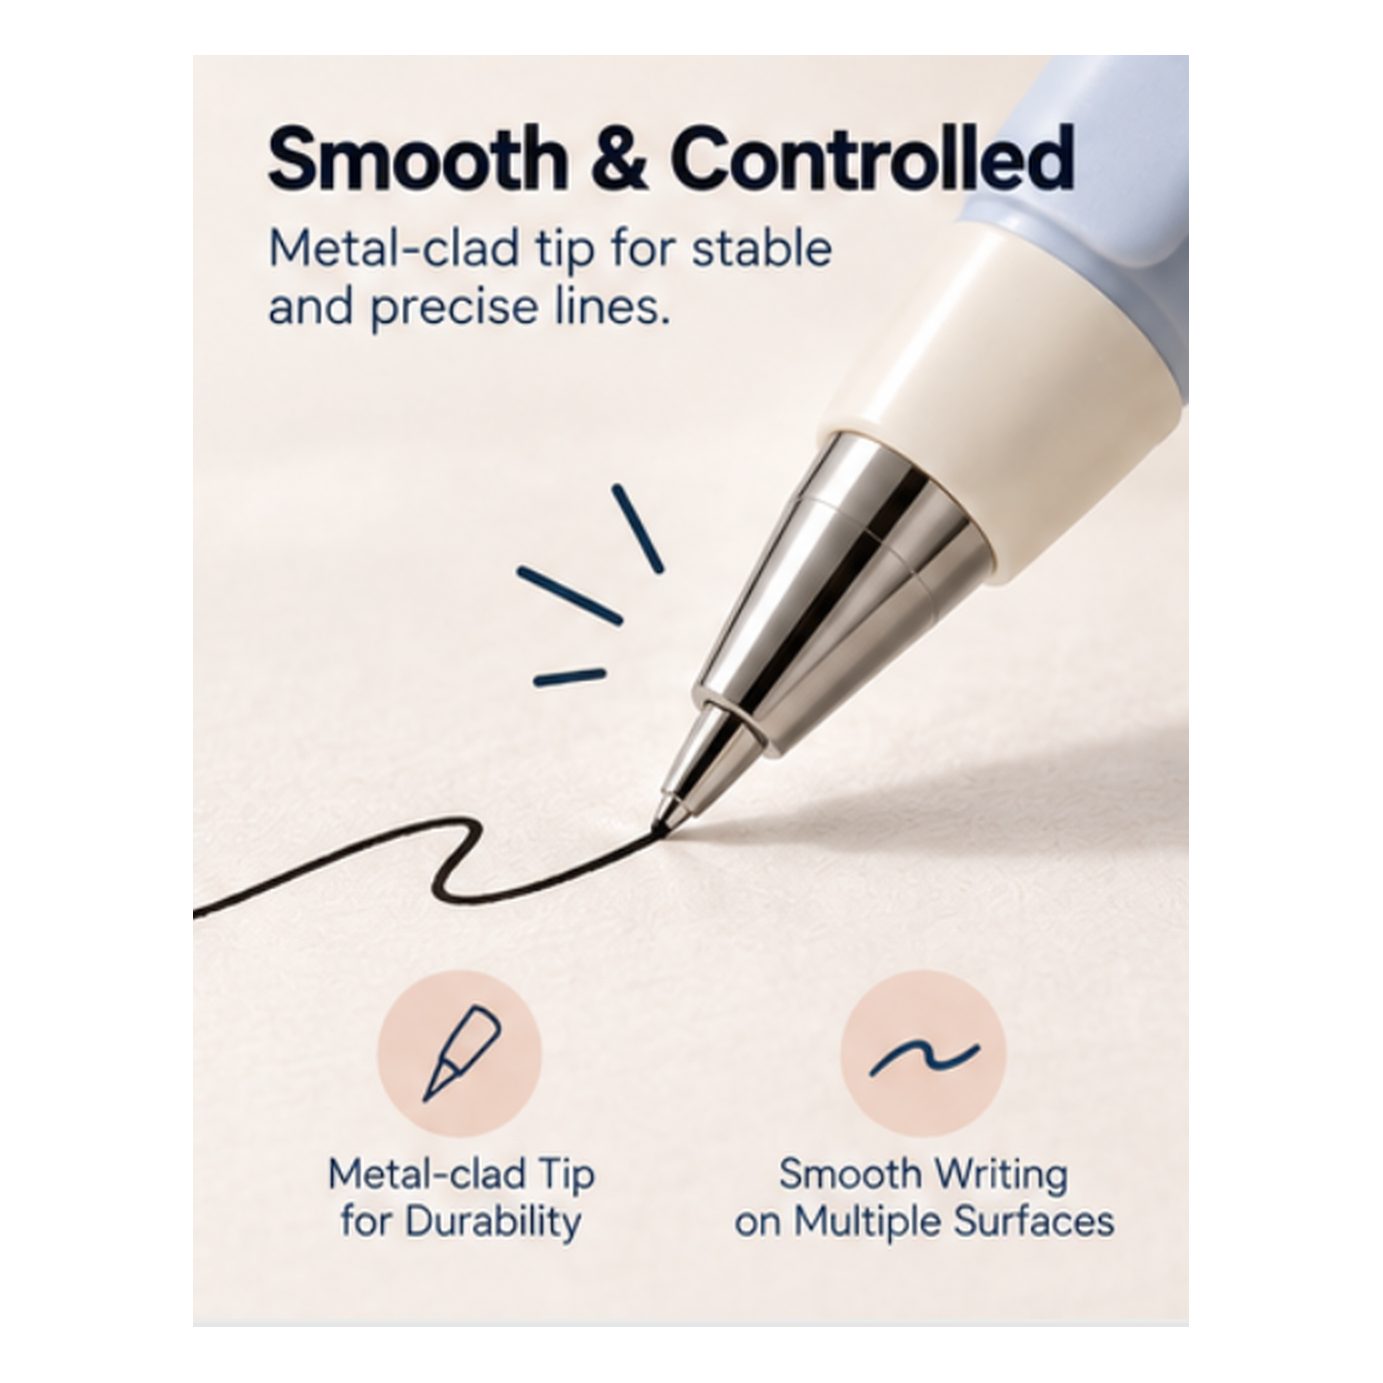 Smooth & Controlled
Metal-clad tip for stable
and precise lines.
Metal-clad Tip
for Durability
Smooth Writing
on Multiple Surfaces